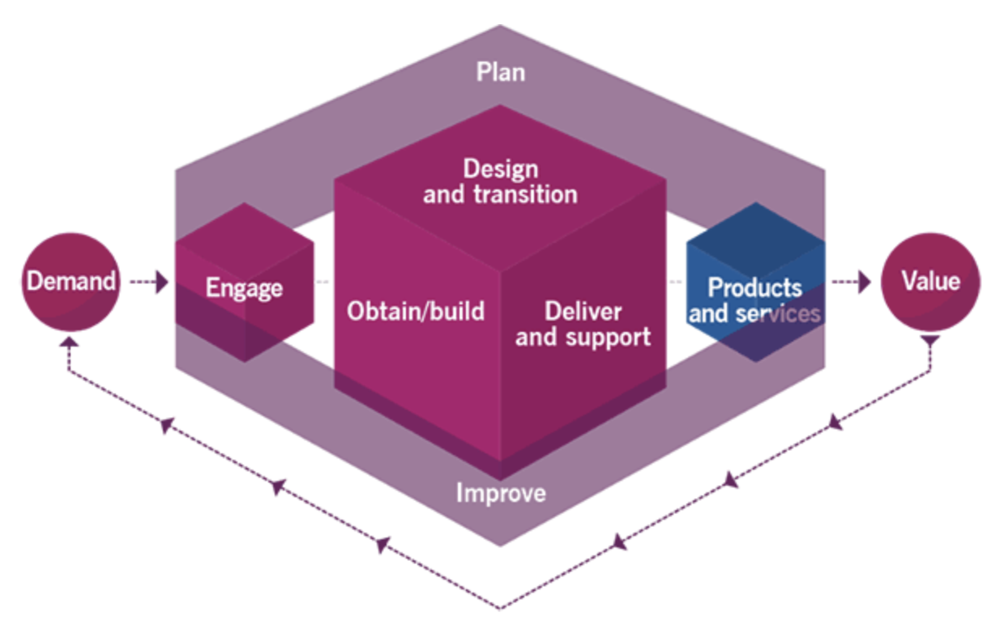 Plan
Design
and transition
Demand
Engage
Obtain/build
Deliver
and support
Products
and services
Value
Improve